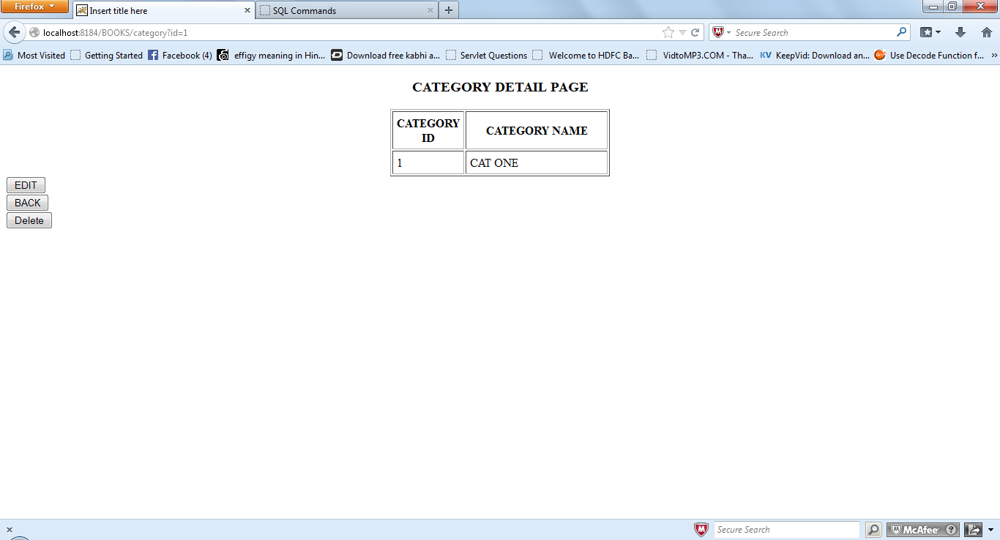 Firefox
Insert title here
SQL Commands
localhost:8184/BOOKS/category?id=1
Secure Search
Most Visited
Getting Started
Facebook (4)
effigy meaning in Hin...
Download free kabhi a...
Servlet Questions
Welcome to HDFC Ba...
VidtoMP3.COM - Tha...
KV KeepVid: Download an...
Use Decode Function f...
CATEGORY DETAIL PAGE
CATEGORY ID
CATEGORY NAME
1
CAT ONE
EDIT
BACK
Delete
Secure Search
McAfee